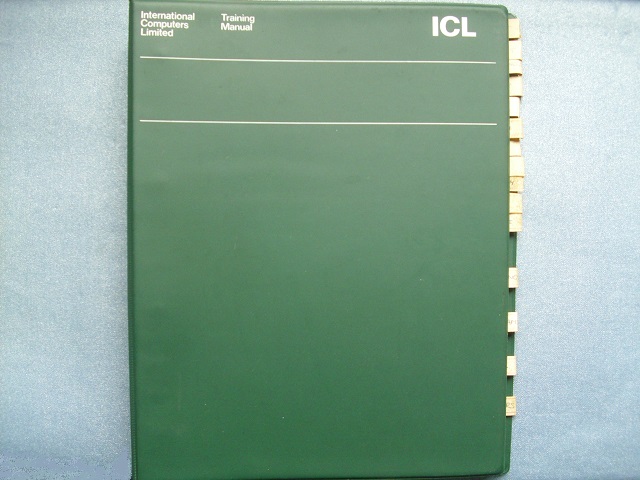 International
Computers
Limited
Training
Manual
ICL